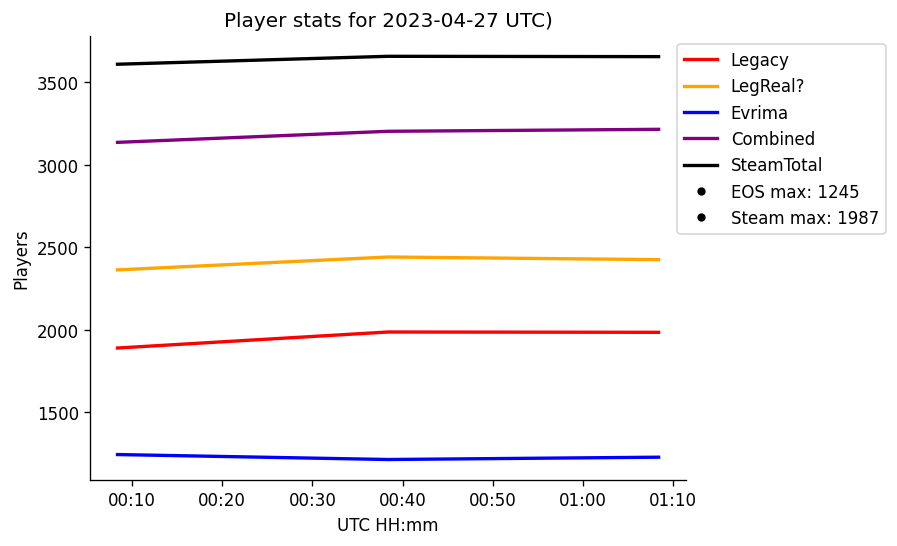 Player stats for 2023-04-27 UTC)
Legacy
LegReal?
Evrima
Combined
SteamTotal
EOS max: 1245
Steam max: 1987
Players
3500
3000
2500
2000
1500
00:10 00:20 00:30 00:40 00:50 01:00 01:10
UTC HH:mm